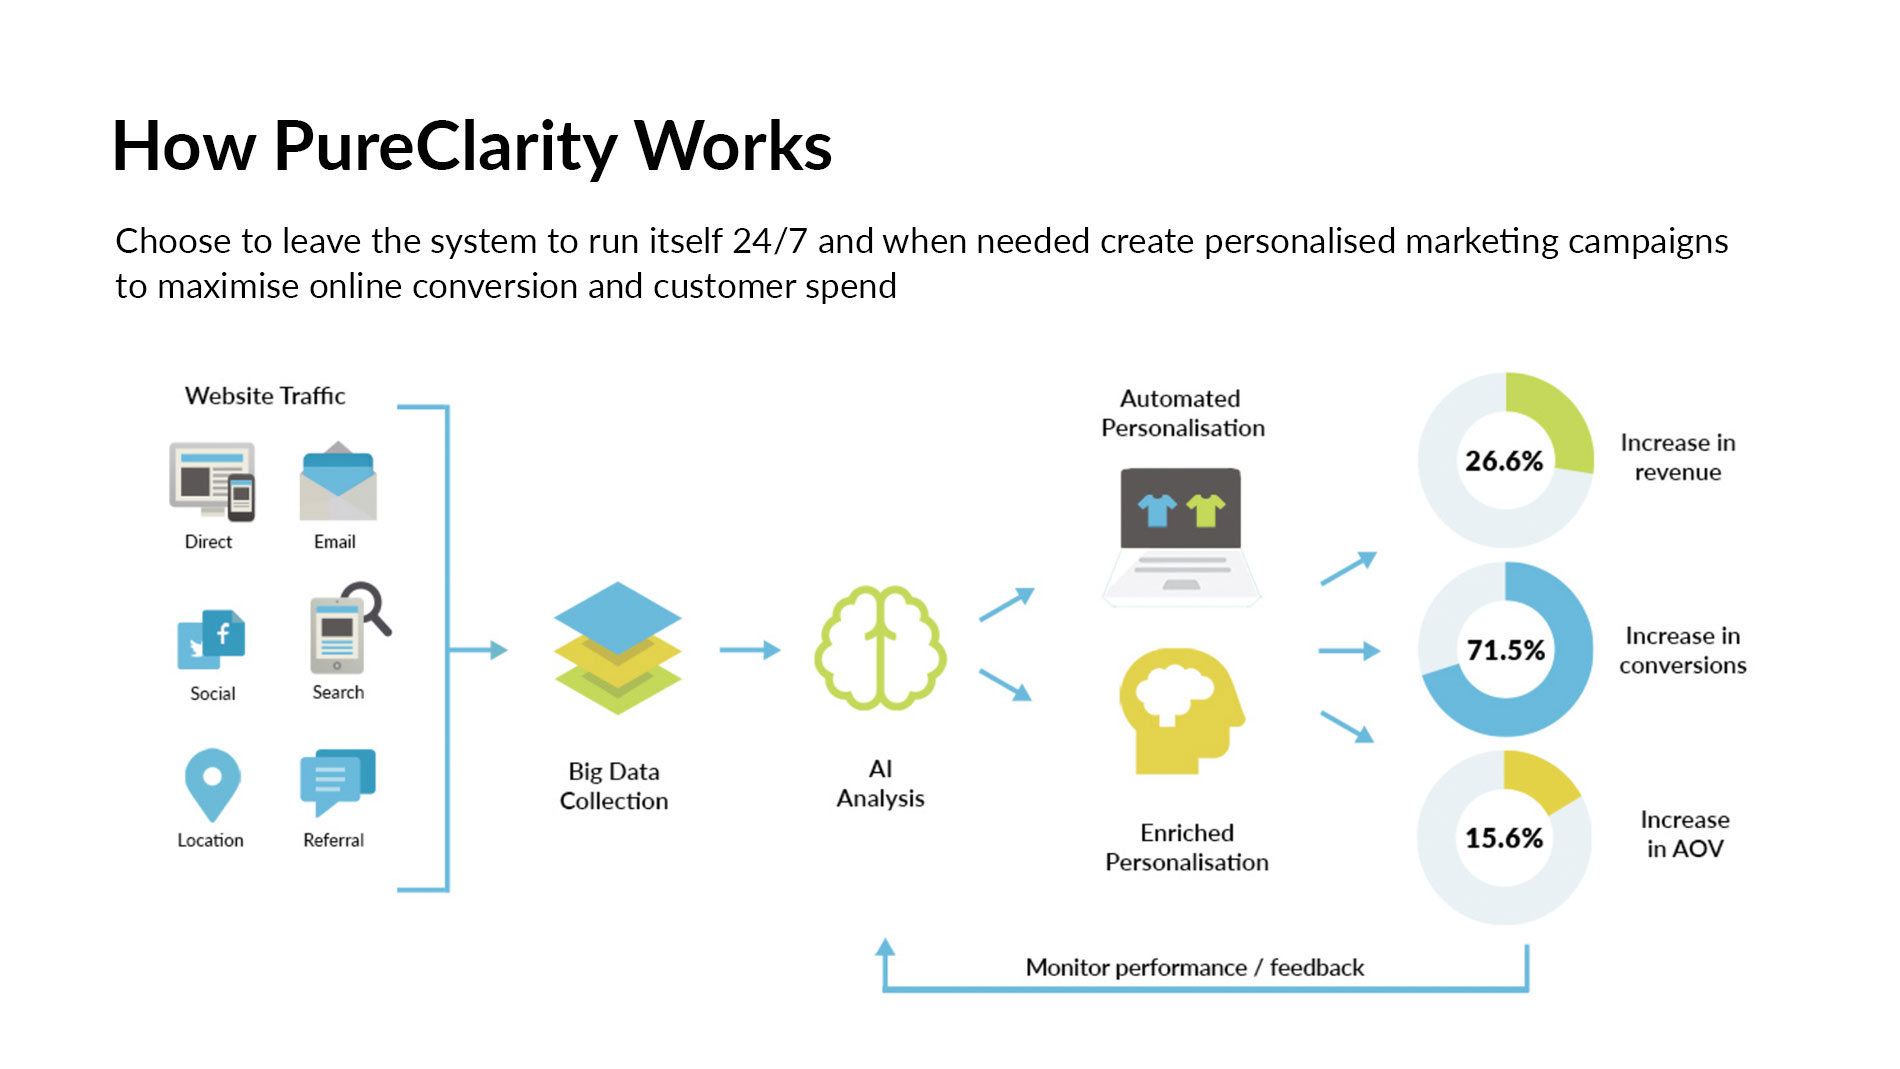 How PureClarity Works
Choose to leave the system to run itself 24/7 and when needed create personalised marketing campaigns
to maximise online conversion and customer spend
Website Traffic
Direct
Email
Social
Search
Location
Referral
Big Data
Collection
AI
Analysis
Automated
Personalisation
Enriched
Personalisation
26.6%
Increase in
revenue
71.5%
Increase in
conversions
15.6%
Increase
in AOV
Monitor performance / feedback